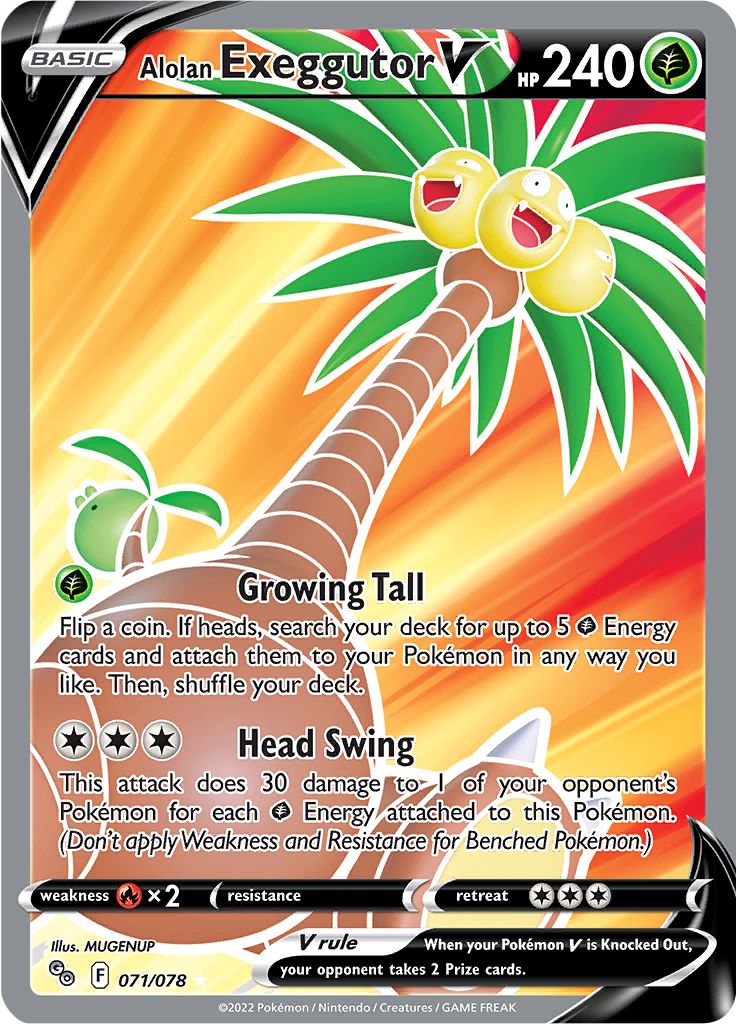 BASIC
Alolan Exeggutor V HP 240
Growing Tall
Flip a coin. If heads, search your deck for up to 5 Energy
cards and attach them to your Pokémon in any way you
like. Then, shuffle your deck.
Head Swing
This attack does 30 damage to 1 of your opponent's
Pokémon for each Energy attached to this Pokémon.
(Don't apply Weakness and Resistance for Benched Pokémon.)
weakness ×2 resistance retreat
Illus. MUGENUP
V rule When your Pokémon V is Knocked Out,
your opponent takes 2 Prize cards.
GO F 071/078
©2022 Pokémon / Nintendo / Creatures / GAME FREAK